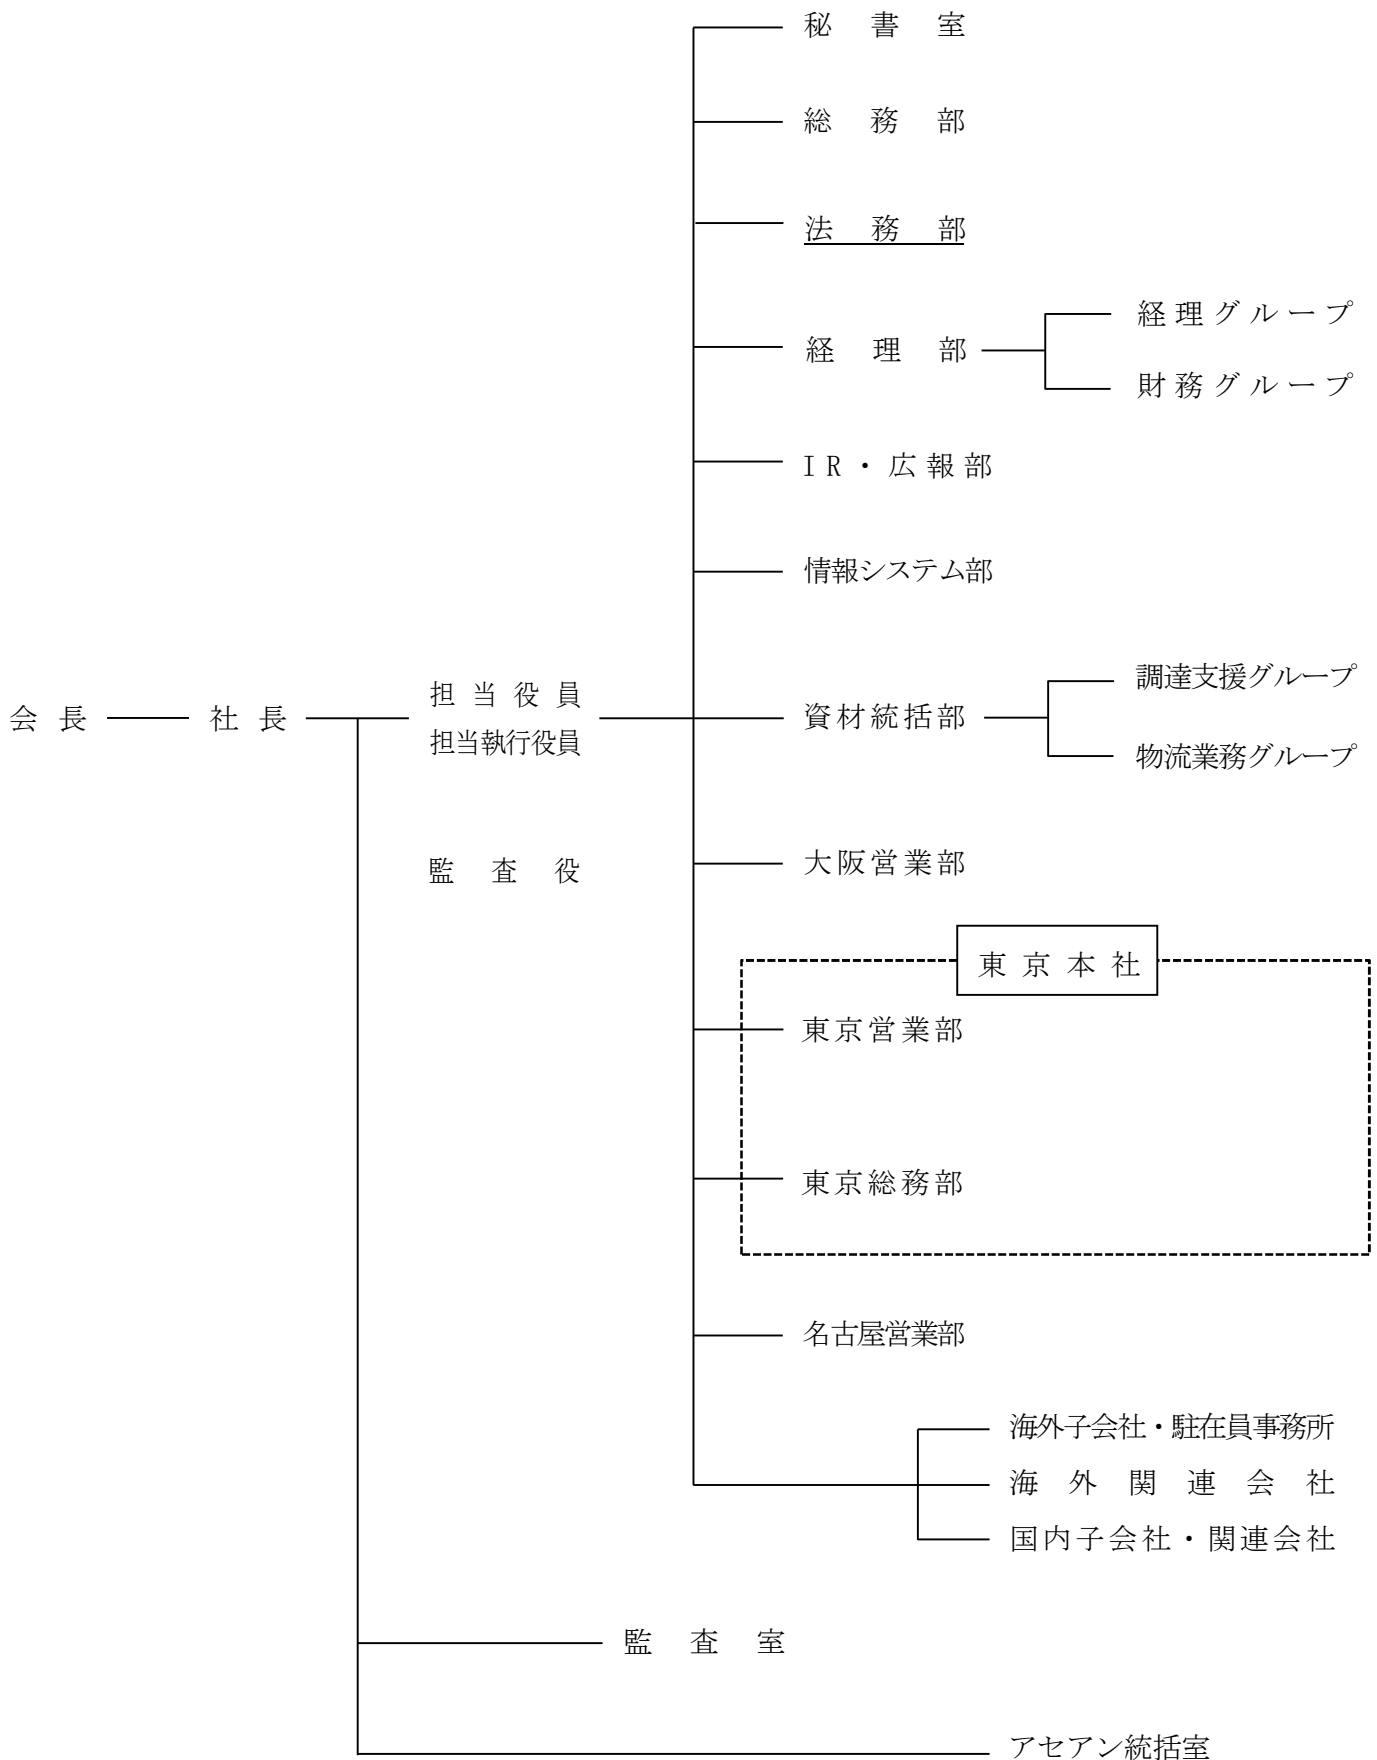 秘書室
総務部
法務部
経理グループ
経理部
財務グループ
IR・広報部
情報システム部
調達支援グループ
担当役員
会長 社長 資材統括部
担当執行役員
物流業務グループ
大阪営業部
監査役
東京本社
東京営業部
東京総務部
名古屋営業部
海外子会社・駐在員事務所
海外関連会社
国内子会社・関連会社
監査室
アセアン統括室